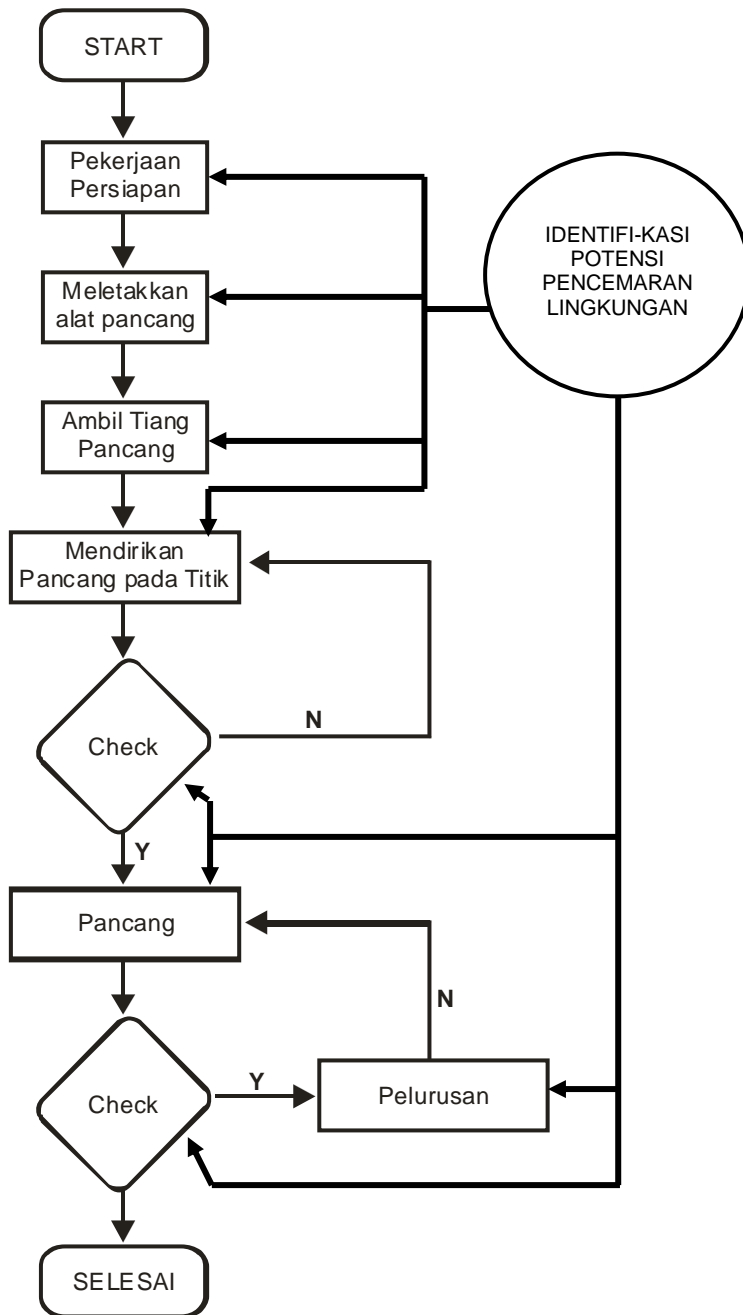 START
Pekerjaan
Persiapan
IDENTIFI-KASI
POTENSI
PENCEMARAN
LINGKUNGAN
Meletakkan
alat pancang
Ambil Tiang
Pancang
Mendirikan
Pancang pada Titik
N
Check
Y
Pancang
N
Y
Check
Pelurusan
SELESAI